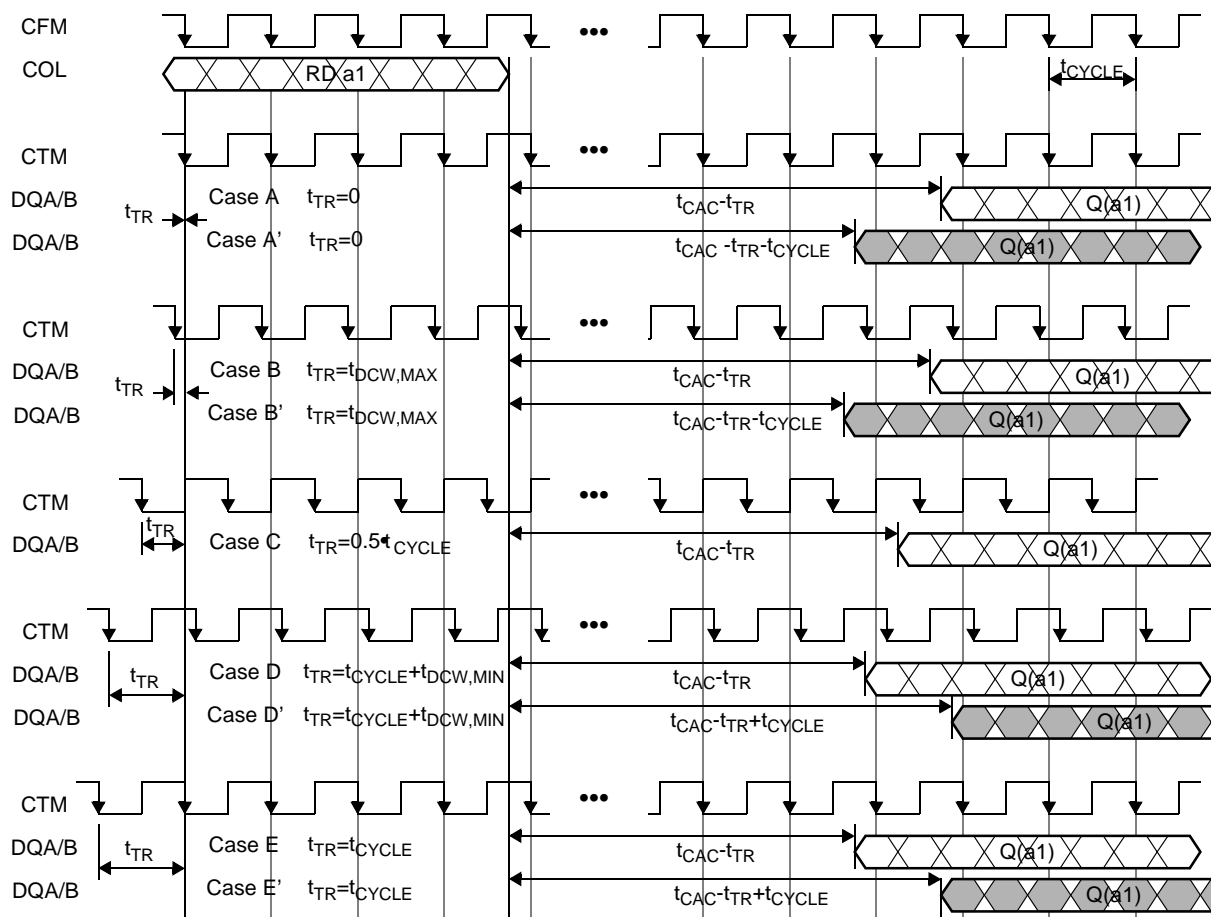 CFM •••
COL RD a1 tCYCLE
CTM •••
DQA/B Case A tTR=0 tCAC-tTR Q(a1)
tTR
DQA/B Case A’ tTR=0 tCAC -tTR-tCYCLE Q(a1)
CTM •••
DQA/B Case B tTR=tDCW,MAX tCAC-tTR Q(a1)
tTR
DQA/B Case B’ tTR=tDCW,MAX tCAC-tTR-tCYCLE Q(a1)
CTM •••
tTR
DQA/B Case C tTR=0.5•tCYCLE tCAC-tTR Q(a1)
CTM •••
DQA/B tTR Case D tTR=tCYCLE+tDCW,MIN tCAC-tTR Q(a1)
DQA/B Case D’ tTR=tCYCLE+tDCW,MIN tCAC-tTR+tCYCLE Q(a1)
CTM •••
DQA/B tTR Case E tTR=tCYCLE tCAC-tTR Q(a1)
DQA/B Case E’ tTR=tCYCLE tCAC-tTR+tCYCLE Q(a1)